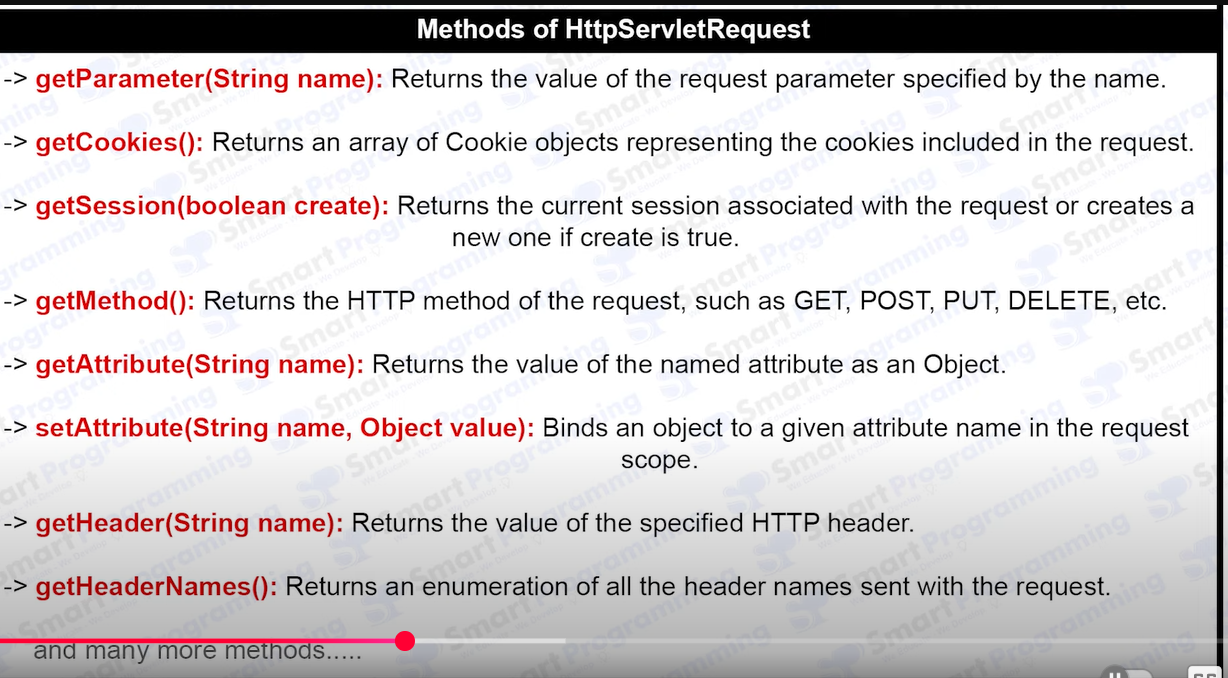 Methods of HttpServletRequest
-> getParameter(String name): Returns the value of the request parameter specified by the name.
-> getCookies(): Returns an array of Cookie objects representing the cookies included in the request.
-> getSession(boolean create): Returns the current session associated with the request or creates a
new one if create is true.
-> getMethod(): Returns the HTTP method of the request, such as GET, POST, PUT, DELETE, etc.
-> getAttribute(String name): Returns the value of the named attribute as an Object.
-> setAttribute(String name, Object value): Binds an object to a given attribute name in the request
scope.
-> getHeader(String name): Returns the value of the specified HTTP header.
-> getHeaderNames(): Returns an enumeration of all the header names sent with the request.
and many more methods.....